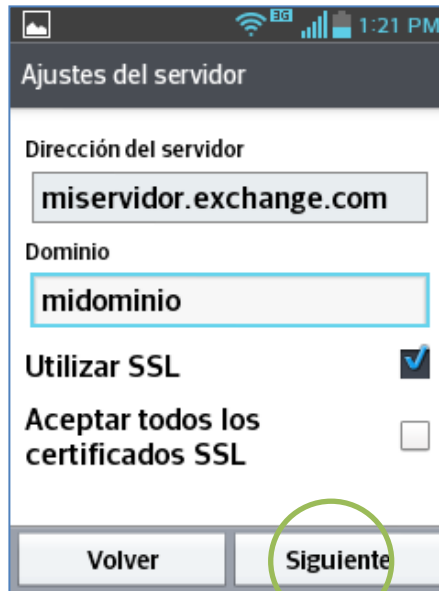 3G 1:21 PM
Ajustes del servidor
Dirección del servidor
miservidor.exchange.com
Dominio
midominio
Utilizar SSL
Aceptar todos los
certificados SSL
Volver Siguiente